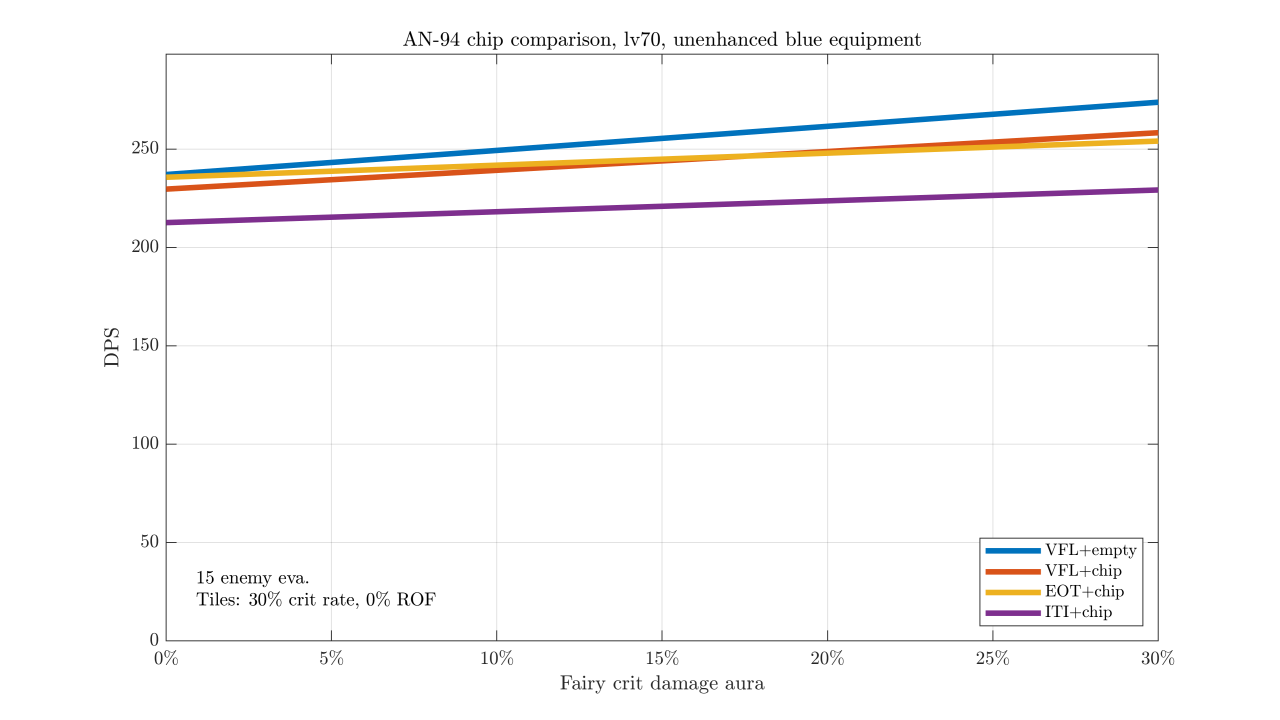 AN-94 chip comparison, lv70, unenhanced blue equipment
DPS
250
200
150
100
50
0
15 enemy eva.
Tiles: 30% crit rate, 0% ROF
VFL+empty
VFL+chip
EOT+chip
ITI+chip
0% 5% 10% 15% 20% 25% 30%
Fairy crit damage aura